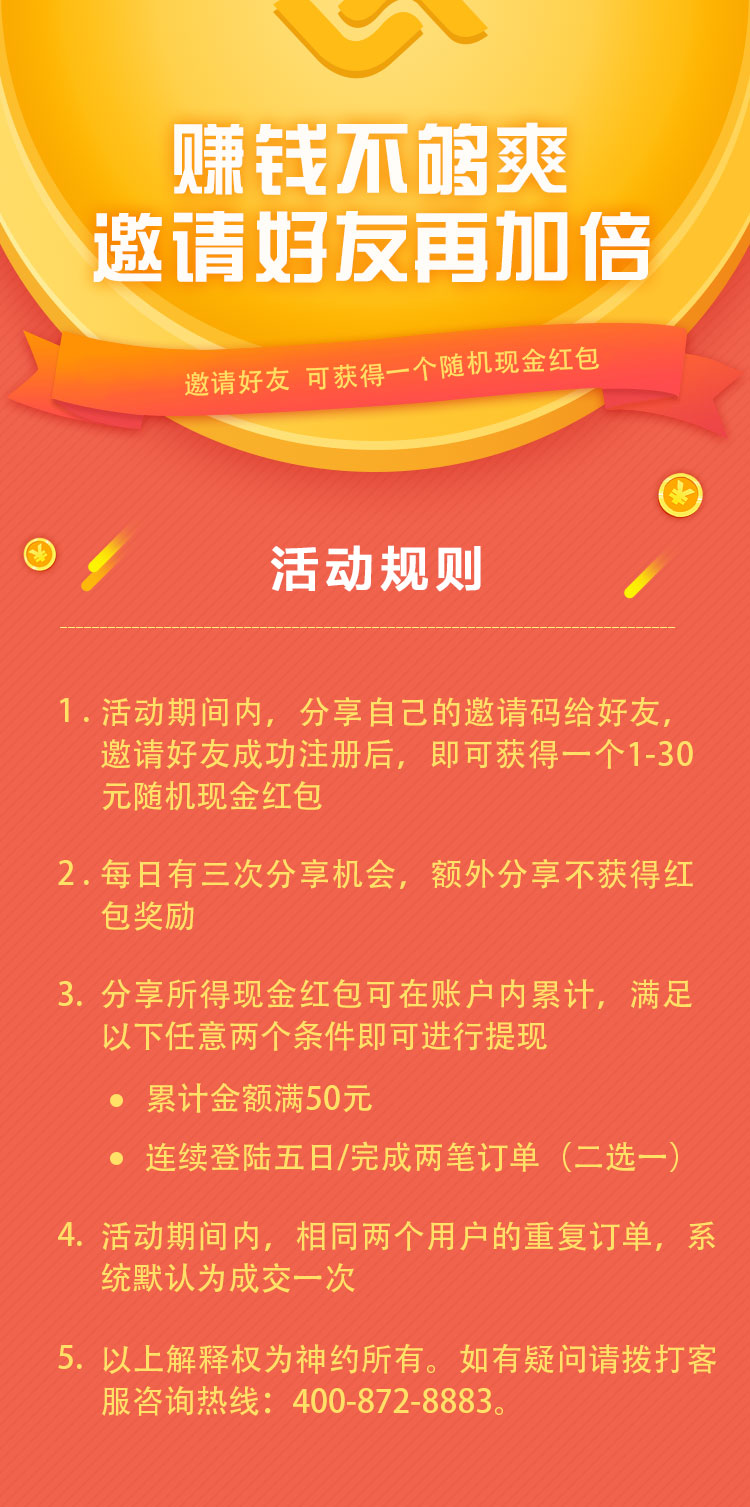 赚钱不够爽
邀请好友再加倍
邀请好友 可获得一个随机现金红包
活动规则
1. 活动期间内，分享自己的邀请码给好友，
邀请好友成功注册后，即可获得一个1-30
元随机现金红包
2. 每日有三次分享机会，额外分享不获得红
包奖励
3. 分享所得现金红包可在账户内累计，满足
以下任意两个条件即可进行提现
● 累计金额满50元
● 连续登陆五日/完成两笔订单（二选一）
4. 活动期间内，相同两个用户的重复订单，系
统默认为成交一次
5. 以上解释权为神约所有。如有疑问请拨打客
服咨询热线：400-872-8883。